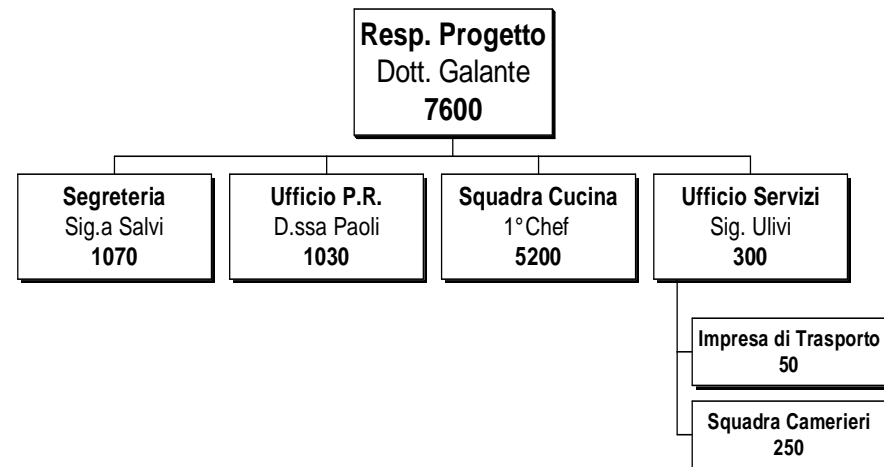 Resp. Progetto
Dott. Galante
7600
Segreteria
Sig.a Salvi
1070
Ufficio P.R.
D.ssa Paoli
1030
Squadra Cucina
1° Chef
5200
Ufficio Servizi
Sig. Ulivi
300
Impresa di Trasporto
50
Squadra Camerieri
250